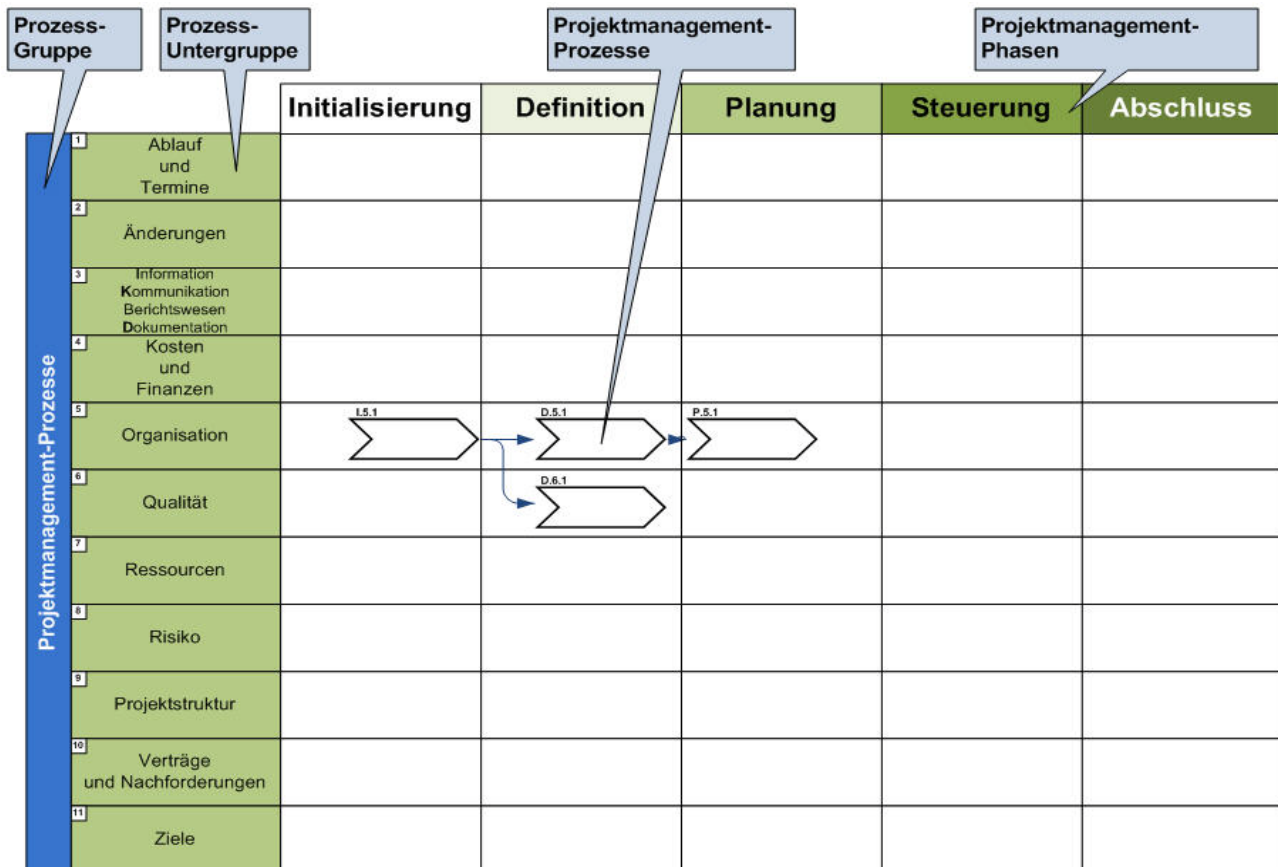 Prozess-
Gruppe
Prozess-
Untergruppe
Projektmanagement-
Prozesse
Projektmanagement-
Phasen
Initialisierung
Definition
Planung
Steuerung
Abschluss
Projektmanagement-Prozesse
1
Ablauf
und
Termine
2
Änderungen
3
Information
Kommunikation
Berichtswesen
Dokumentation
4
Kosten
und
Finanzen
5
Organisation
I.5.1
D.5.1
P.5.1
6
Qualität
D.6.1
7
Ressourcen
8
Risiko
9
Projektstruktur
10
Verträge
und Nachforderungen
11
Ziele